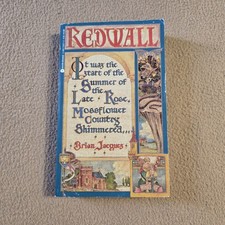 REDWALL
It was the
start of the
Summer of
the
Late Rose,
Mossflower
Country
Shimmered...
Brian Jacques